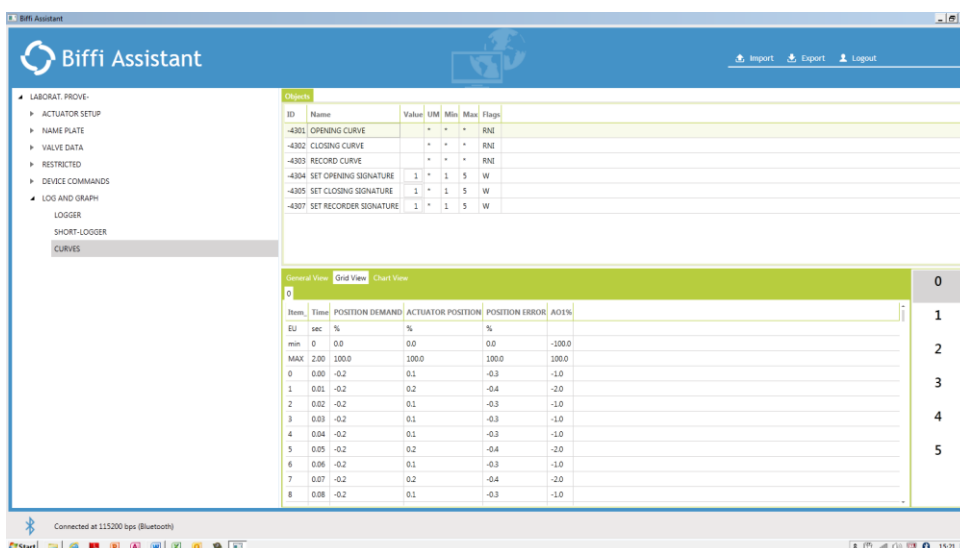 Biffi Assistant
Biffi Assistant
Import Export Logout
LABORAT. PROVE-
ACTUATOR SETUP
NAME PLATE
VALVE DATA
RESTRICTED
DEVICE COMMANDS
LOG AND GRAPH
LOGGER
SHORT-LOGGER
CURVES
Objects
ID Name Value UM Min Max Flags
-4301 OPENING CURVE * * * RNI
-4302 CLOSING CURVE * * * RNI
-4303 RECORD CURVE * * * RNI
-4304 SET OPENING SIGNATURE 1 * 1 5 W
-4305 SET CLOSING SIGNATURE 1 * 1 5 W
-4307 SET RECORDER SIGNATURE 1 * 1 5 W
General View Grid View Chart View
0
Item_ Time POSITION DEMAND ACTUATOR POSITION POSITION ERROR AO1%
EU sec % % %
min 0 0.0 0.0 0.0 -100.0
MAX 2.00 100.0 100.0 100.0 100.0
0 0.00 -0.2 0.1 -0.3 -1.0
1 0.01 -0.2 0.2 -0.4 -2.0
2 0.02 -0.2 0.1 -0.3 -1.0
3 0.03 -0.2 0.1 -0.3 -1.0
4 0.04 -0.2 0.1 -0.3 -1.0
5 0.05 -0.2 0.2 -0.4 -2.0
6 0.06 -0.2 0.1 -0.3 -1.0
7 0.07 -0.2 0.2 -0.4 -2.0
8 0.08 -0.2 0.1 -0.3 -1.0
0
1
2
3
4
5
Connected at 115200 bps (Bluetooth)
Start 15:21